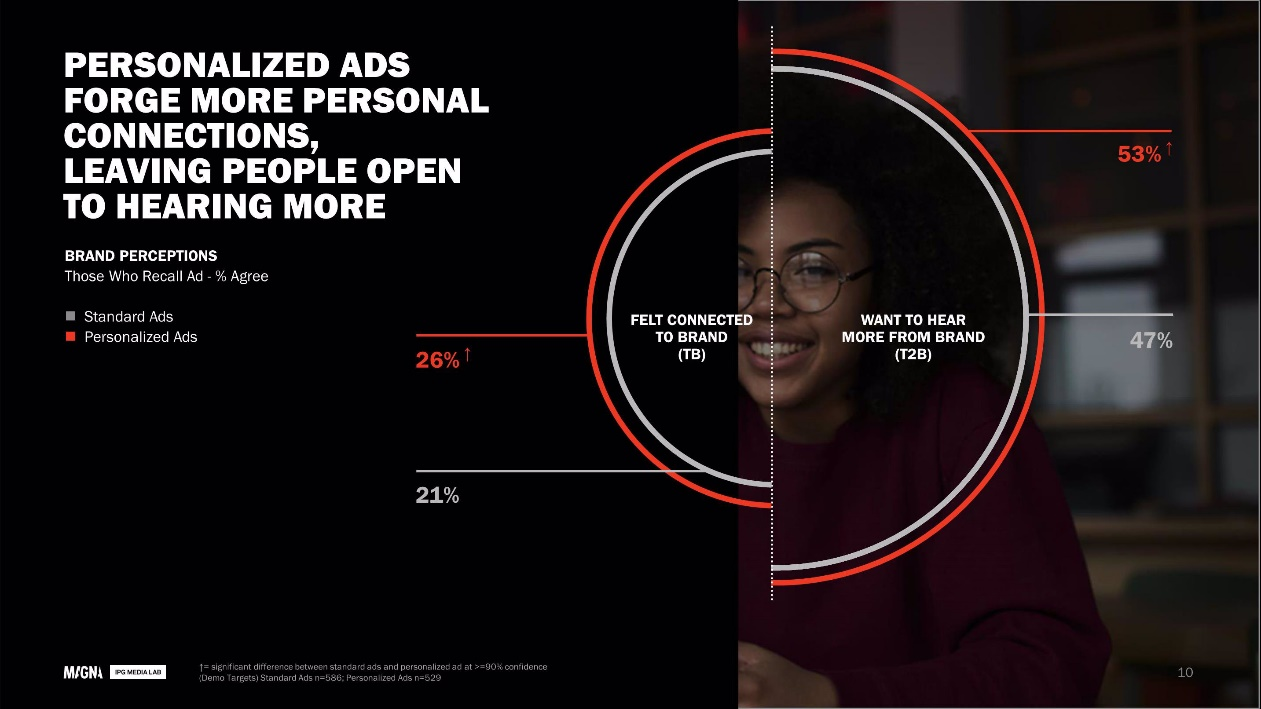 PERSONALIZED ADS
FORGE MORE PERSONAL
CONNECTIONS,
LEAVING PEOPLE OPEN
TO HEARING MORE
BRAND PERCEPTIONS
Those Who Recall Ad - % Agree
Standard Ads
Personalized Ads
26% ↑
21%
FELT CONNECTED
TO BRAND
(TB)
WANT TO HEAR
MORE FROM BRAND
(T2B)
53% ↑
47%
MAGNA
IPG MEDIA LAB
↑= significant difference between standard ads and personalized ad at >=90% confidence
(Demo Targets) Standard Ads n=586; Personalized Ads n=529
10